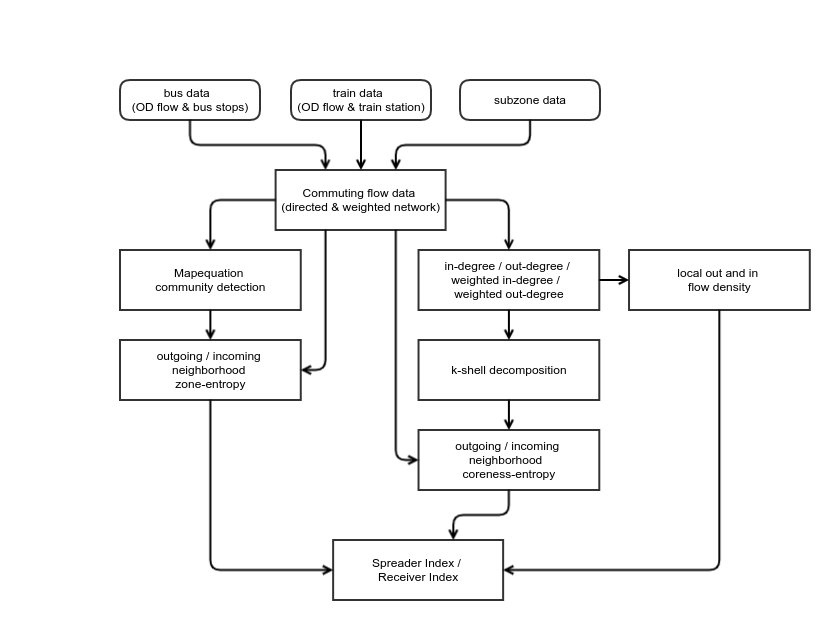 bus data
(OD flow & bus stops)
train data
(OD flow & train station)
subzone data
Commuting flow data
(directed & weighted network)
Mapequation
community detection
in-degree / out-degree /
weighted in-degree /
weighted out-degree
local out and in
flow density
outgoing / incoming
neighborhood
zone-entropy
k-shell decomposition
outgoing / incoming
neighborhood
coreness-entropy
Spreader Index /
Receiver Index